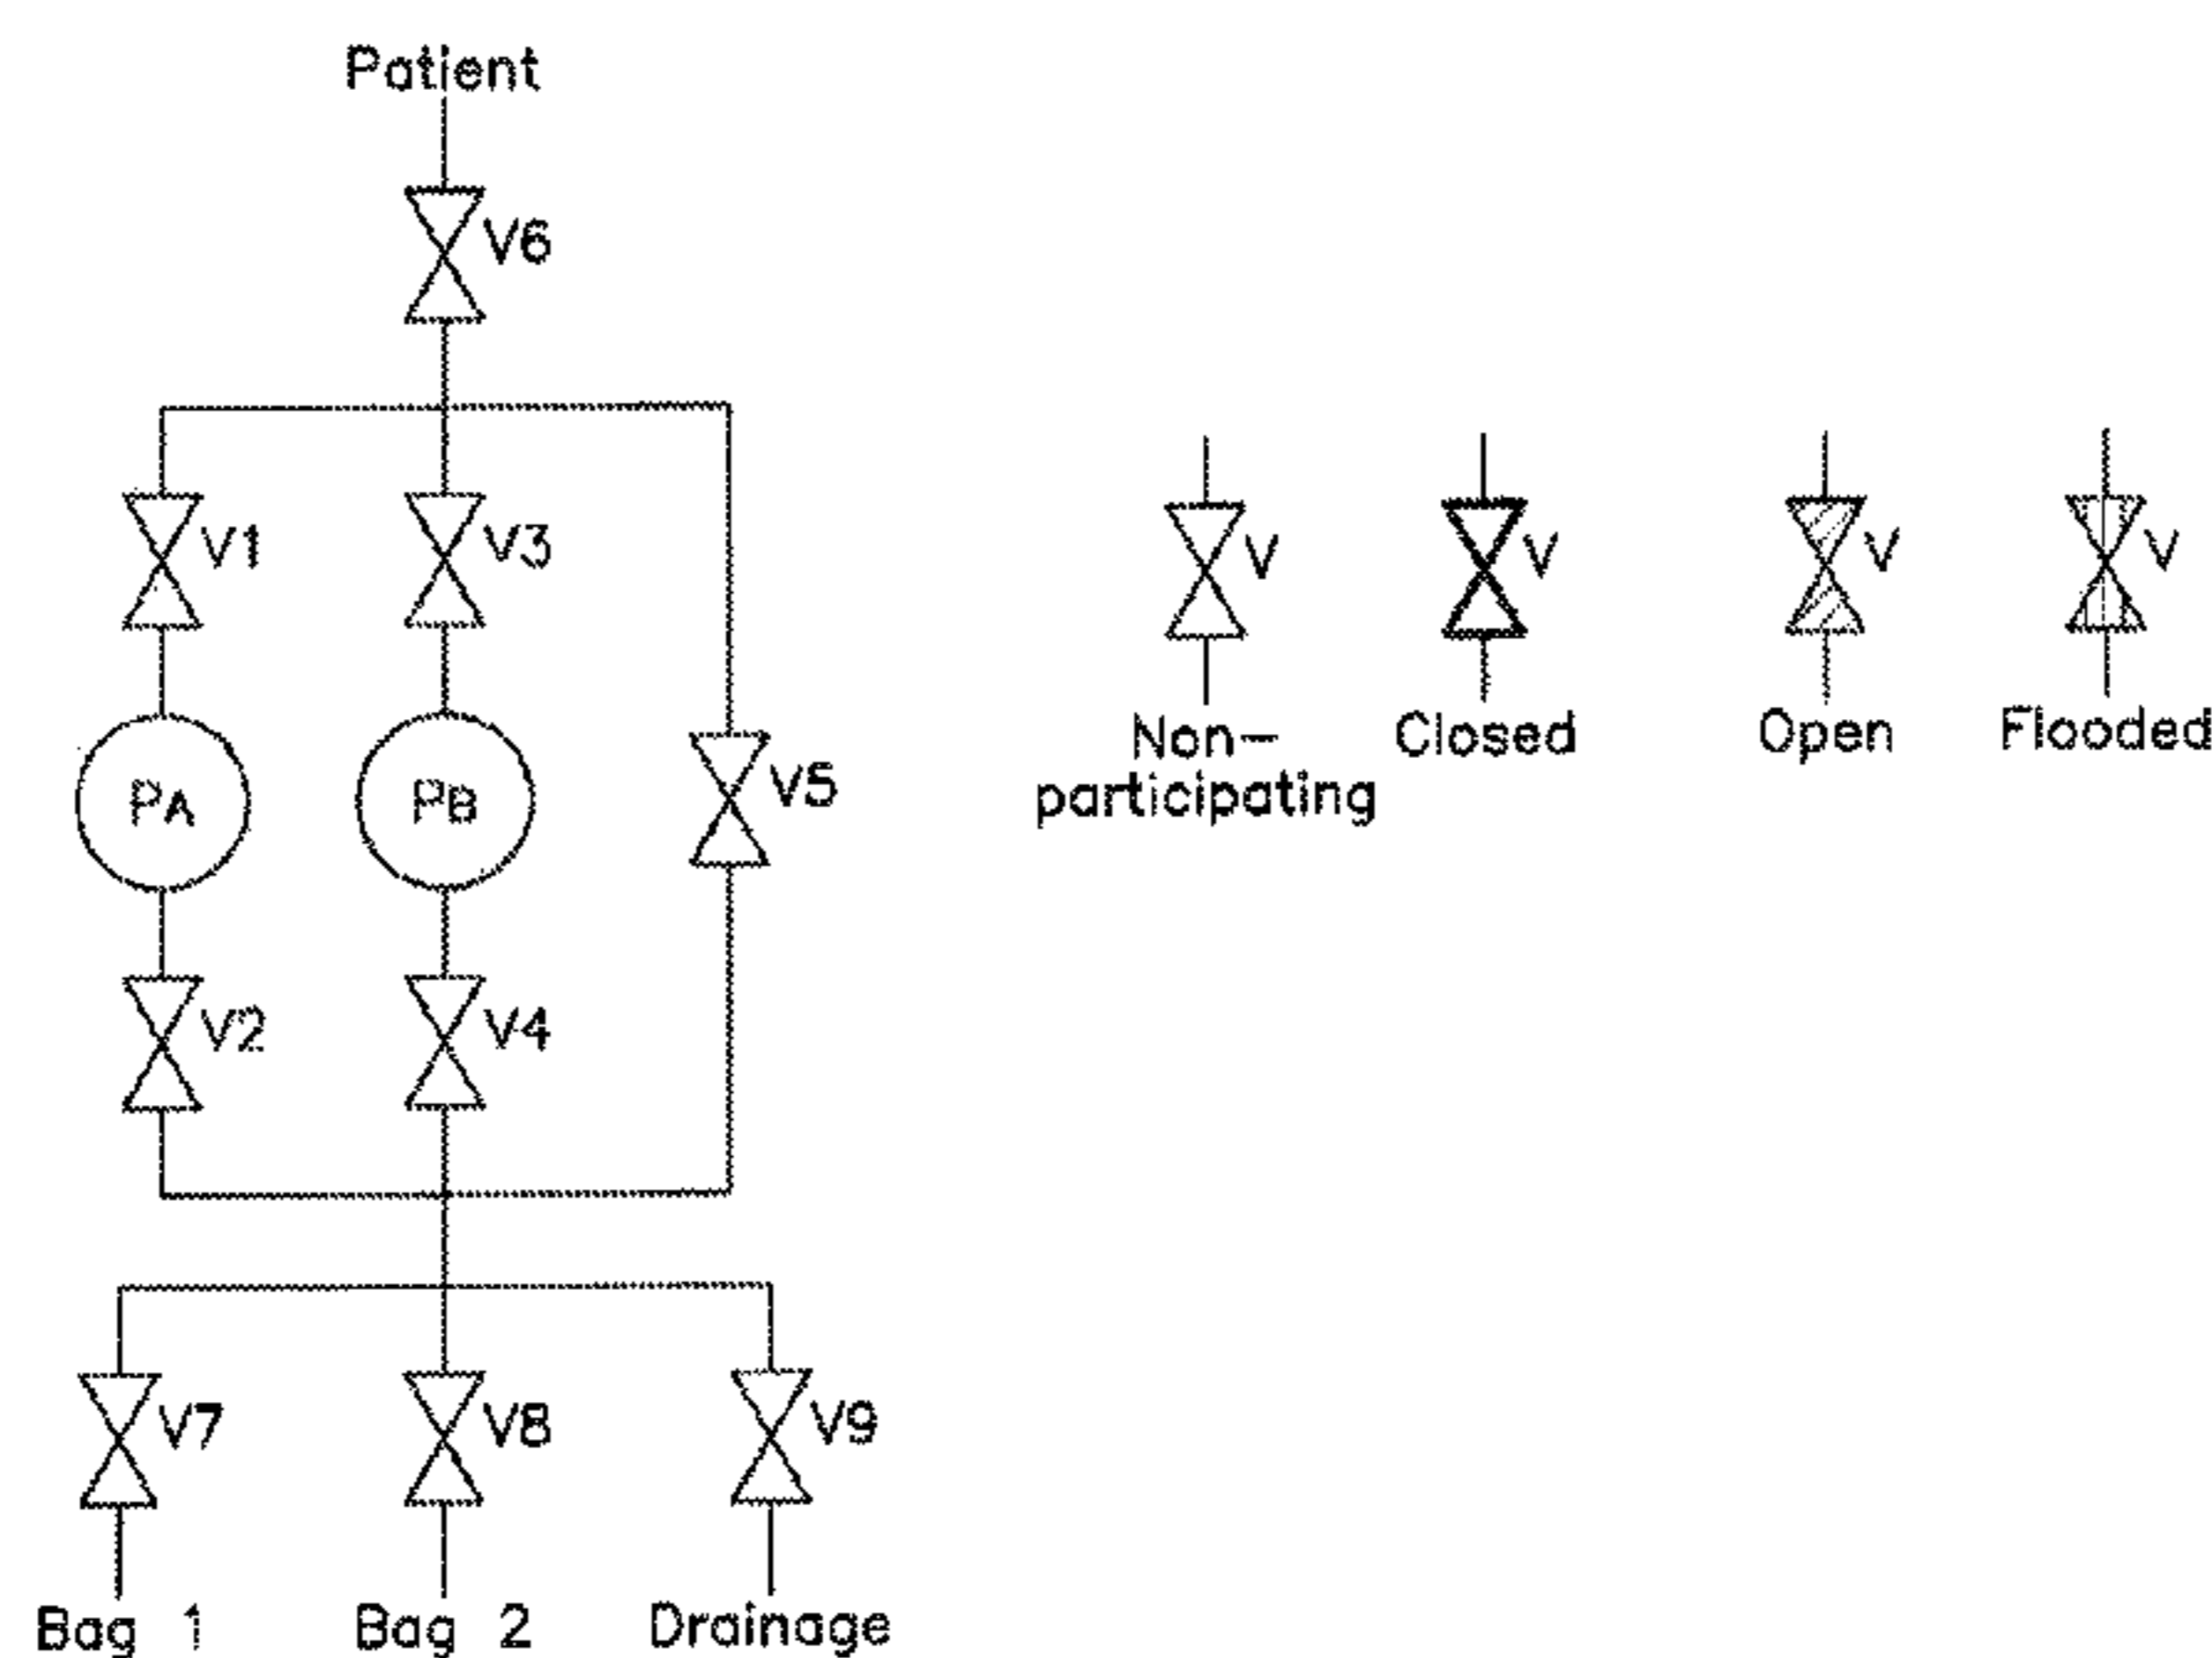 Patient
V6
V1
V3
V5
PA
PB
V2
V4
V7
V8
V9
Bag 1
Bag 2
Drainage
V
V
V
V
Non-
participating
Closed
Open
Flooded